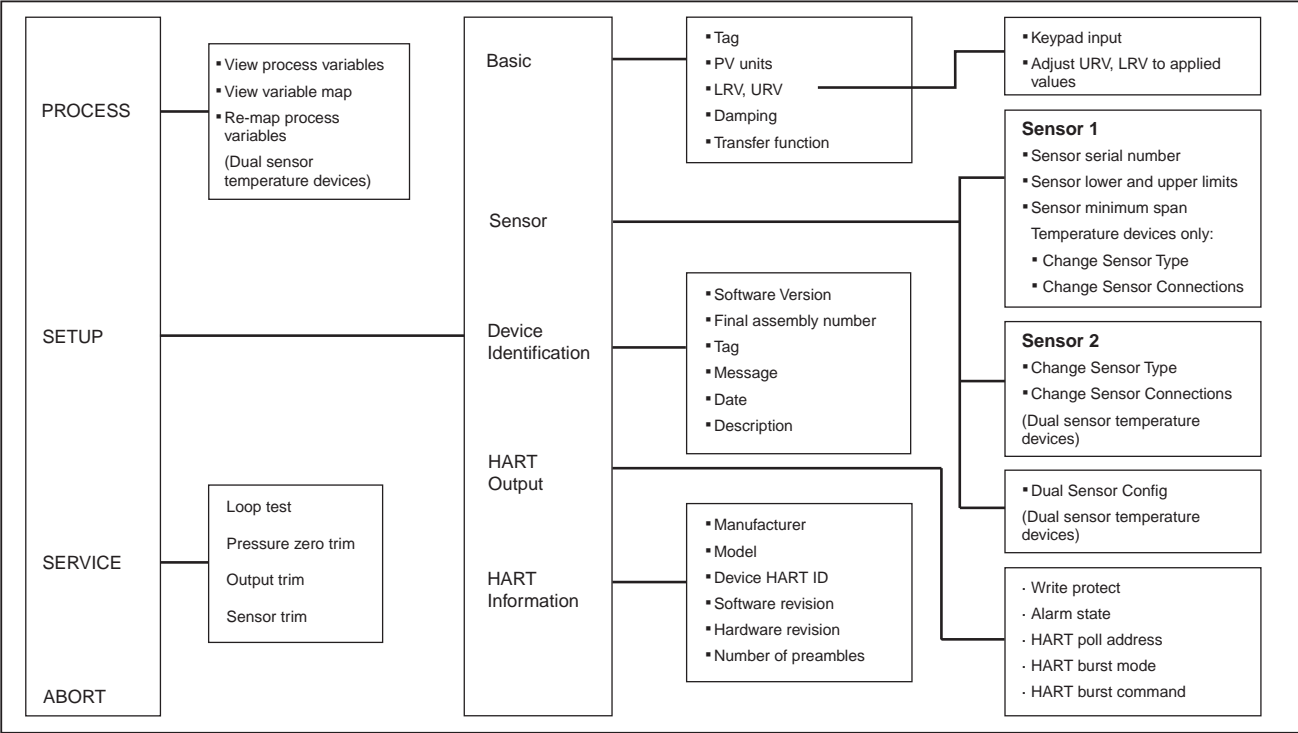 PROCESS
▪ View process variables
▪ View variable map
▪ Re-map process
variables
(Dual sensor
temperature devices)
SETUP
SERVICE
Loop test
Pressure zero trim
Output trim
Sensor trim
ABORT
Basic
▪ Tag
▪ PV units
▪ LRV, URV
▪ Damping
▪ Transfer function
▪ Keypad input
▪ Adjust URV, LRV to applied
values
Sensor
Sensor 1
▪ Sensor serial number
▪ Sensor lower and upper limits
▪ Sensor minimum span
Temperature devices only:
▪ Change Sensor Type
▪ Change Sensor Connections
Sensor 2
▪ Change Sensor Type
▪ Change Sensor Connections
(Dual sensor temperature
devices)
▪ Dual Sensor Config
(Dual sensor temperature
devices)
Device
Identification
▪ Software Version
▪ Final assembly number
▪ Tag
▪ Message
▪ Date
▪ Description
HART
Output
· Write protect
· Alarm state
· HART poll address
· HART burst mode
· HART burst command
HART
Information
▪ Manufacturer
▪ Model
▪ Device HART ID
▪ Software revision
▪ Hardware revision
▪ Number of preambles